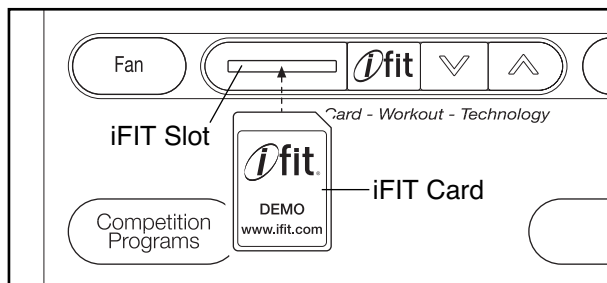 Fan
ifit
Card - Workout - Technology
iFIT Slot
ifit.
iFIT Card
DEMO
www.ifit.com
Competition
Programs